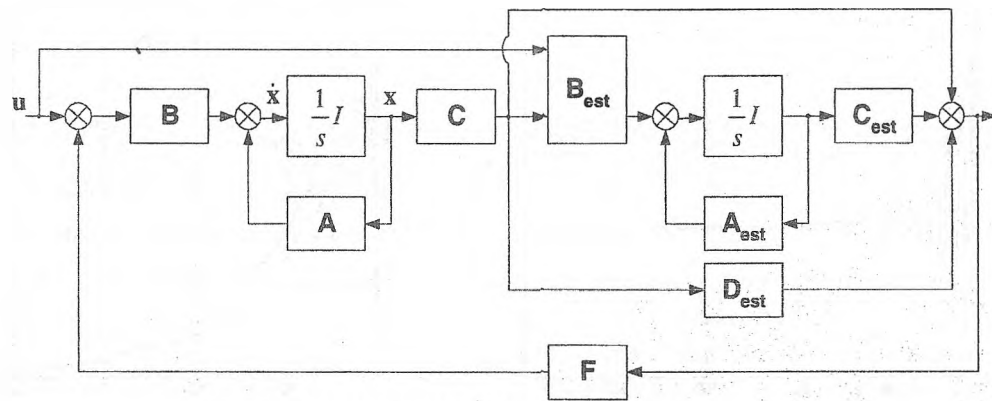 u
B
ẋ
1/s I
x
C
B_est
1/s I
C_est
A
A_est
D_est
F